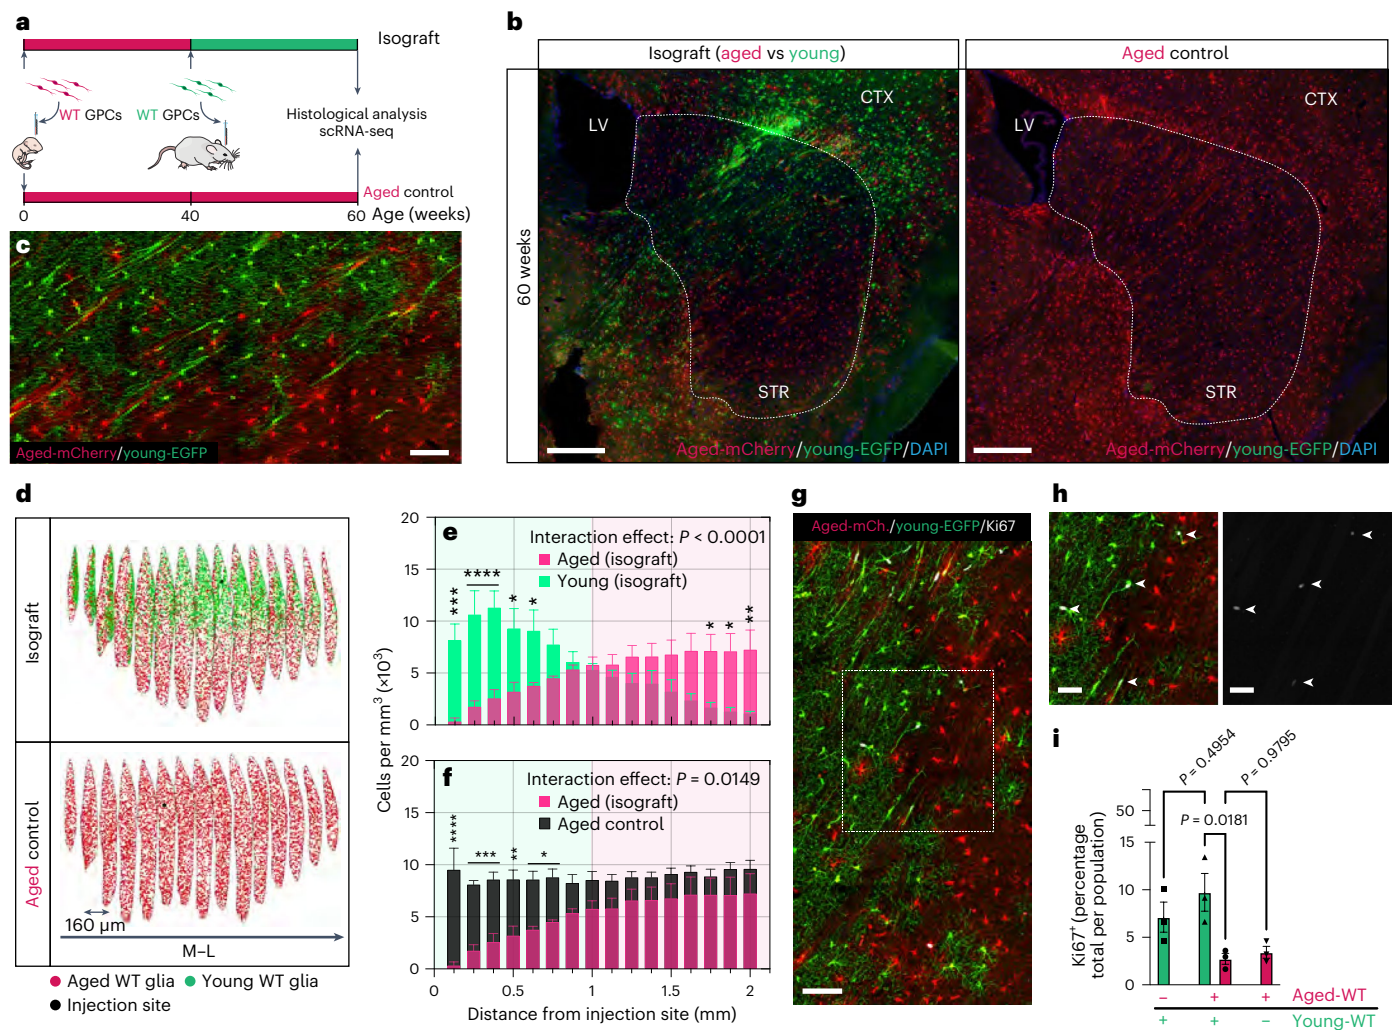 a
Isograft
WT GPCs
WT GPCs
Histological analysis
scRNA-seq
Aged control
0
40
60
Age (weeks)
b
Isograft (aged vs young)
Aged control
60 weeks
LV
CTX
STR
Aged-mCherry/young-EGFP/DAPI
LV
CTX
STR
Aged-mCherry/young-EGFP/DAPI
c
Aged-mCherry/young-EGFP
d
Isograft
Aged control
160 µm
M–L
Aged WT glia
Young WT glia
Injection site
Cells per mm³ (×10³)
e
Interaction effect: P < 0.0001
Aged (isograft)
Young (isograft)
20
15
10
5
0
***
****
*
*
*
*
**
f
Interaction effect: P = 0.0149
Aged (isograft)
Aged control
20
15
10
5
0
****
***
**
*
0
0.5
1.0
1.5
2
Distance from injection site (mm)
g
Aged-mCh./young-EGFP/Ki67
h
i
P = 0.4954
P = 0.9795
P = 0.0181
Ki67⁺ (percentage
total per population)
50
15
10
5
0
– + + Aged-WT
+ + – Young-WT